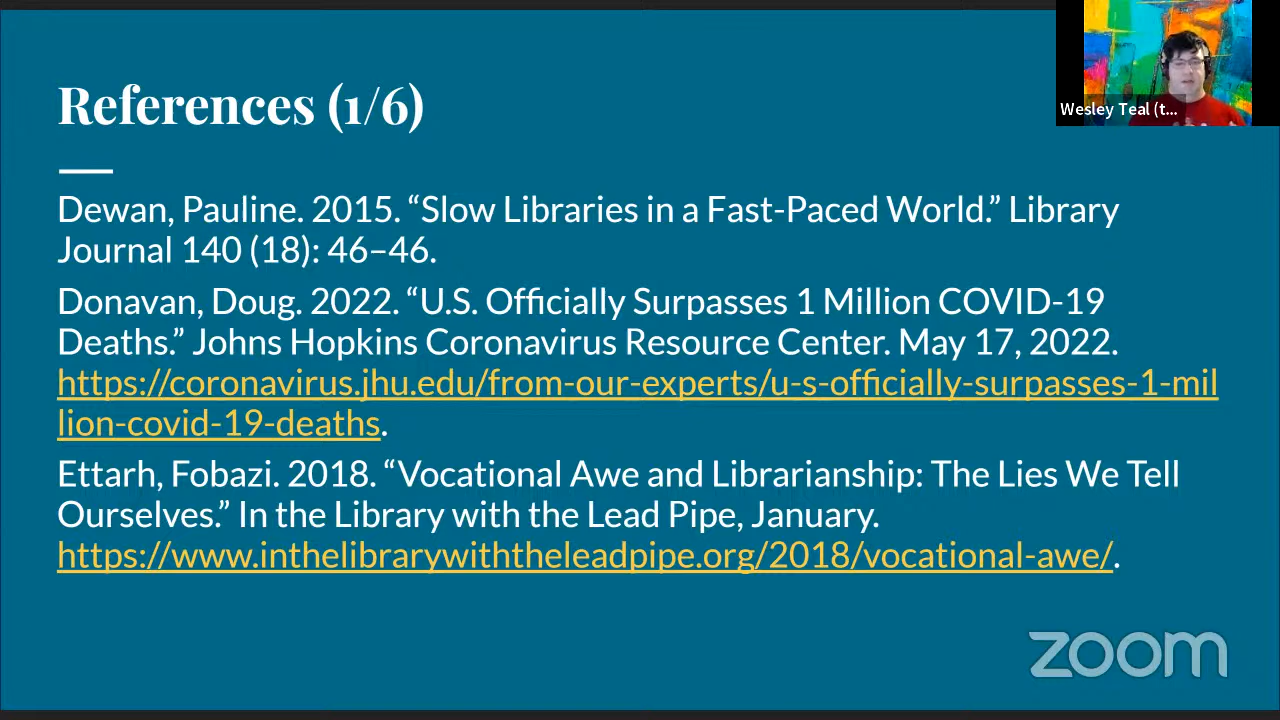 References (1/6)
Wesley Teal (t...
Dewan, Pauline. 2015. “Slow Libraries in a Fast-Paced World.” Library
Journal 140 (18): 46–46.
Donavan, Doug. 2022. “U.S. Officially Surpasses 1 Million COVID-19
Deaths.” Johns Hopkins Coronavirus Resource Center. May 17, 2022.
https://coronavirus.jhu.edu/from-our-experts/u-s-officially-surpasses-1-mil
lion-covid-19-deaths.
Ettarh, Fobazi. 2018. “Vocational Awe and Librarianship: The Lies We Tell
Ourselves.” In the Library with the Lead Pipe, January.
https://www.inthelibrarywiththeleadpipe.org/2018/vocational-awe/.
zoom